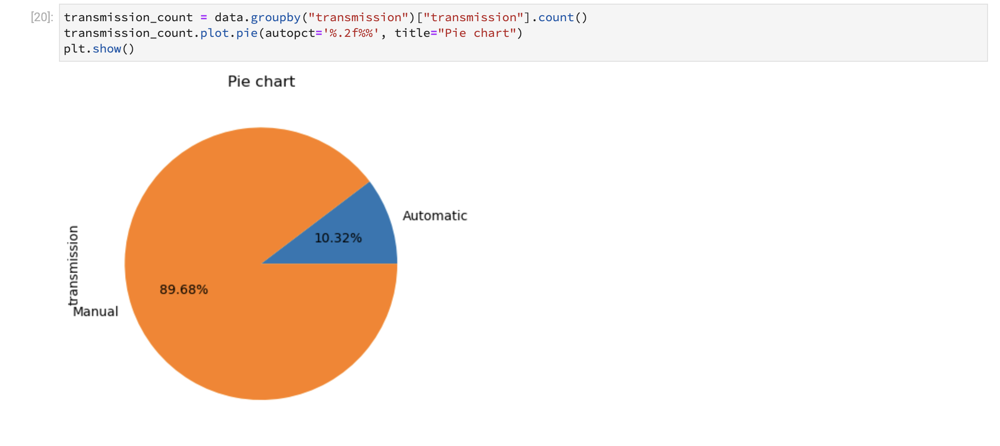 [20]:
transmission_count = data.groupby("transmission")["transmission"].count()
transmission_count.plot.pie(autopct='%.2f%%', title="Pie chart")
plt.show()
Pie chart
Automatic
10.32%
transmission
89.68%
Manual